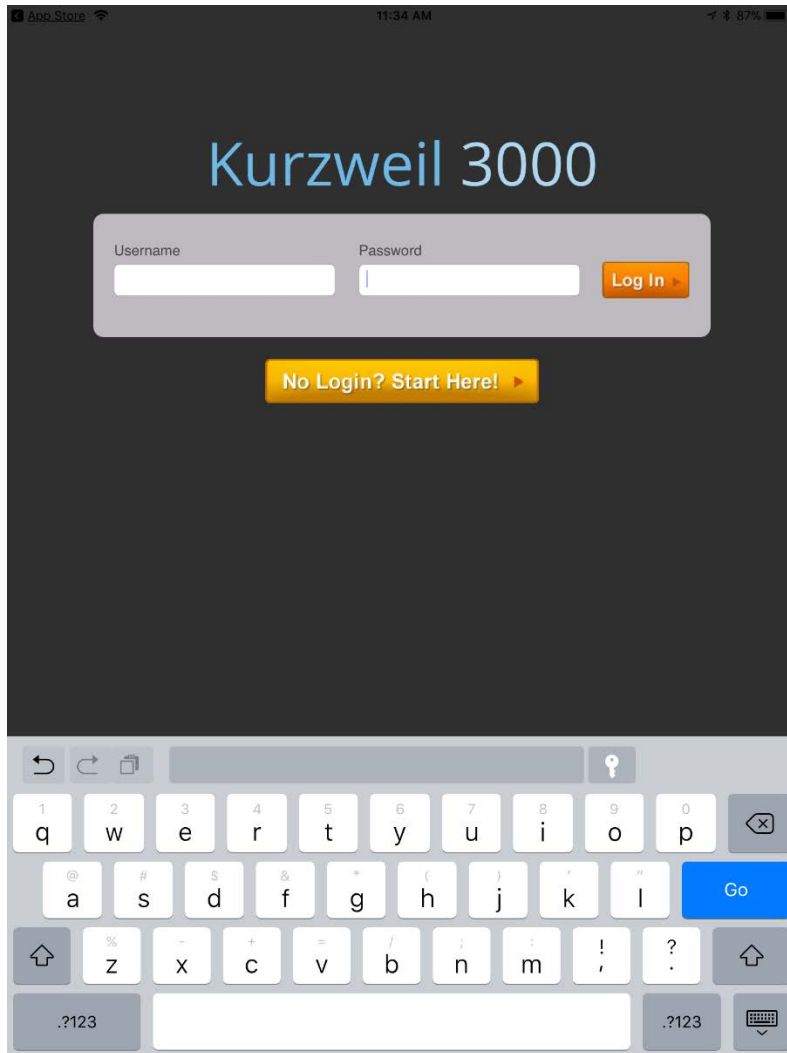 App Store 11:34 AM 87%
Kurzweil 3000
Username Password
Log In
No Login? Start Here!
1 2 3 4 5 6 7 8 9 0
q w e r t y u i o p
@ # $ & * ( ) ' "
a s d f g h j k l Go
% - + = / ; : ! ?
z x c v b n m , .
.?123 .?123